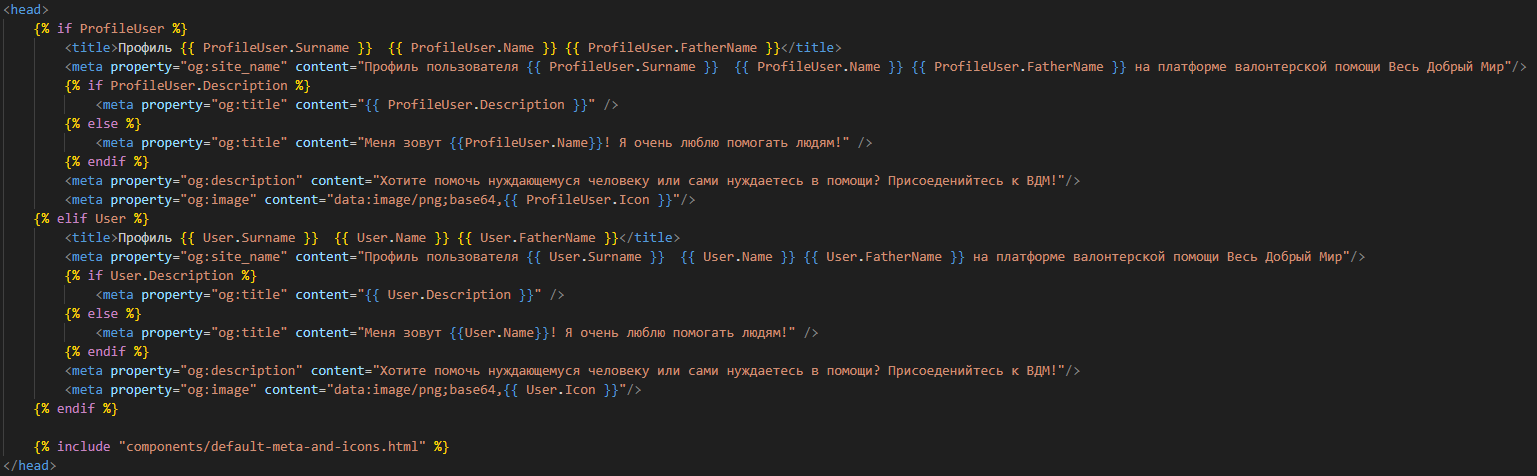 <head>
{% if ProfileUser %}
<title>Профиль {{ ProfileUser.Surname }}  {{ ProfileUser.Name }} {{ ProfileUser.FatherName }}</title>
<meta property="og:site_name" content="Профиль пользователя {{ ProfileUser.Surname }}  {{ ProfileUser.Name }} {{ ProfileUser.FatherName }} на платформе валонтерской помощи Весь Добрый Мир"/>
{% if ProfileUser.Description %}
<meta property="og:title" content="{{ ProfileUser.Description }}" />
{% else %}
<meta property="og:title" content="Меня зовут {{ProfileUser.Name}}! Я очень люблю помогать людям!" />
{% endif %}
<meta property="og:description" content="Хотите помочь нуждающемуся человеку или сами нуждаетесь в помощи? Присоеденийтесь к ВДМ!"/>
<meta property="og:image" content="data:image/png;base64,{{ ProfileUser.Icon }}"/>
{% elif User %}
<title>Профиль {{ User.Surname }}  {{ User.Name }} {{ User.FatherName }}</title>
<meta property="og:site_name" content="Профиль пользователя {{ User.Surname }}  {{ User.Name }} {{ User.FatherName }} на платформе валонтерской помощи Весь Добрый Мир"/>
{% if User.Description %}
<meta property="og:title" content="{{ User.Description }}" />
{% else %}
<meta property="og:title" content="Меня зовут {{User.Name}}! Я очень люблю помогать людям!" />
{% endif %}
<meta property="og:description" content="Хотите помочь нуждающемуся человеку или сами нуждаетесь в помощи? Присоеденийтесь к ВДМ!"/>
<meta property="og:image" content="data:image/png;base64,{{ User.Icon }}"/>
{% endif %}
{% include "components/default-meta-and-icons.html" %}
</head>